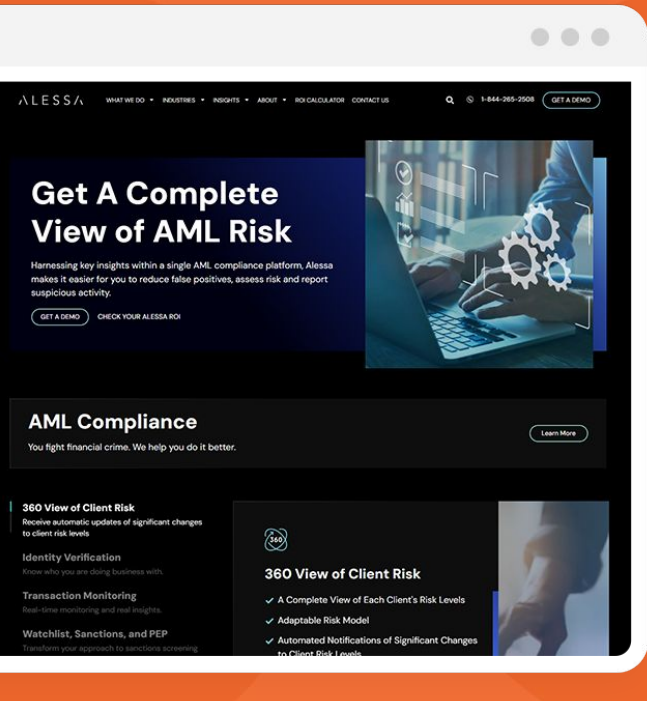 ALESSA
WHAT WE DO INDUSTRIES INSIGHTS ABOUT ROI CALCULATOR CONTACT US 1-844-265-2508 GET A DEMO
Get A Complete
View of AML Risk
Harnessing key insights within a single AML compliance platform, Alessa
makes it easier for you to reduce false positives, assess risk and report
suspicious activity.
GET A DEMO CHECK YOUR ALESSA ROI
AML Compliance
You fight financial crime. We help you do it better.
Learn More
360 View of Client Risk
Receive automatic updates of significant changes
to client risk levels
Identity Verification
Know who you are doing business with.
Transaction Monitoring
Real-time monitoring and real insights.
Watchlist, Sanctions, and PEP
Transform your approach to sanctions screening
360
360 View of Client Risk
A Complete View of Each Client's Risk Levels
Adaptable Risk Model
Automated Notifications of Significant Changes
to Client Risk Levels